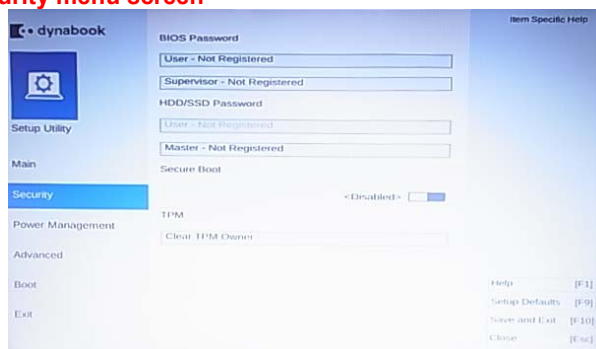 urity menu screen
dynabook
Setup Utility
Main
Security
Power Management
Advanced
Boot
Exit
BIOS Password
User - Not Registered
Supervisor - Not Registered
HDD/SSD Password
User - Not Registered
Master - Not Registered
Secure Boot
<Disabled>
TPM
Clear TPM Owner
Item Specific Help
Help [F1]
Setup Defaults [F9]
Save and Exit [F10]
Close [Esc]